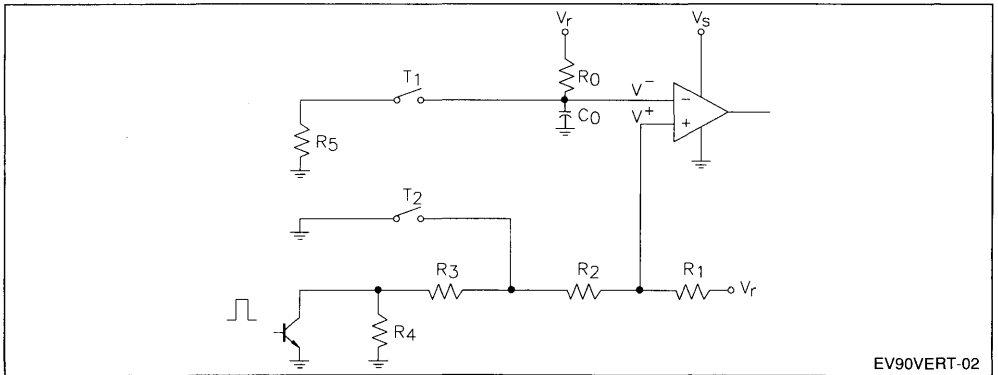 Vr
Vs
T1
R0
V-
-
C0
V+
+
R5
T2
R3
R2
R1
Vr
R4
EV90VERT-02